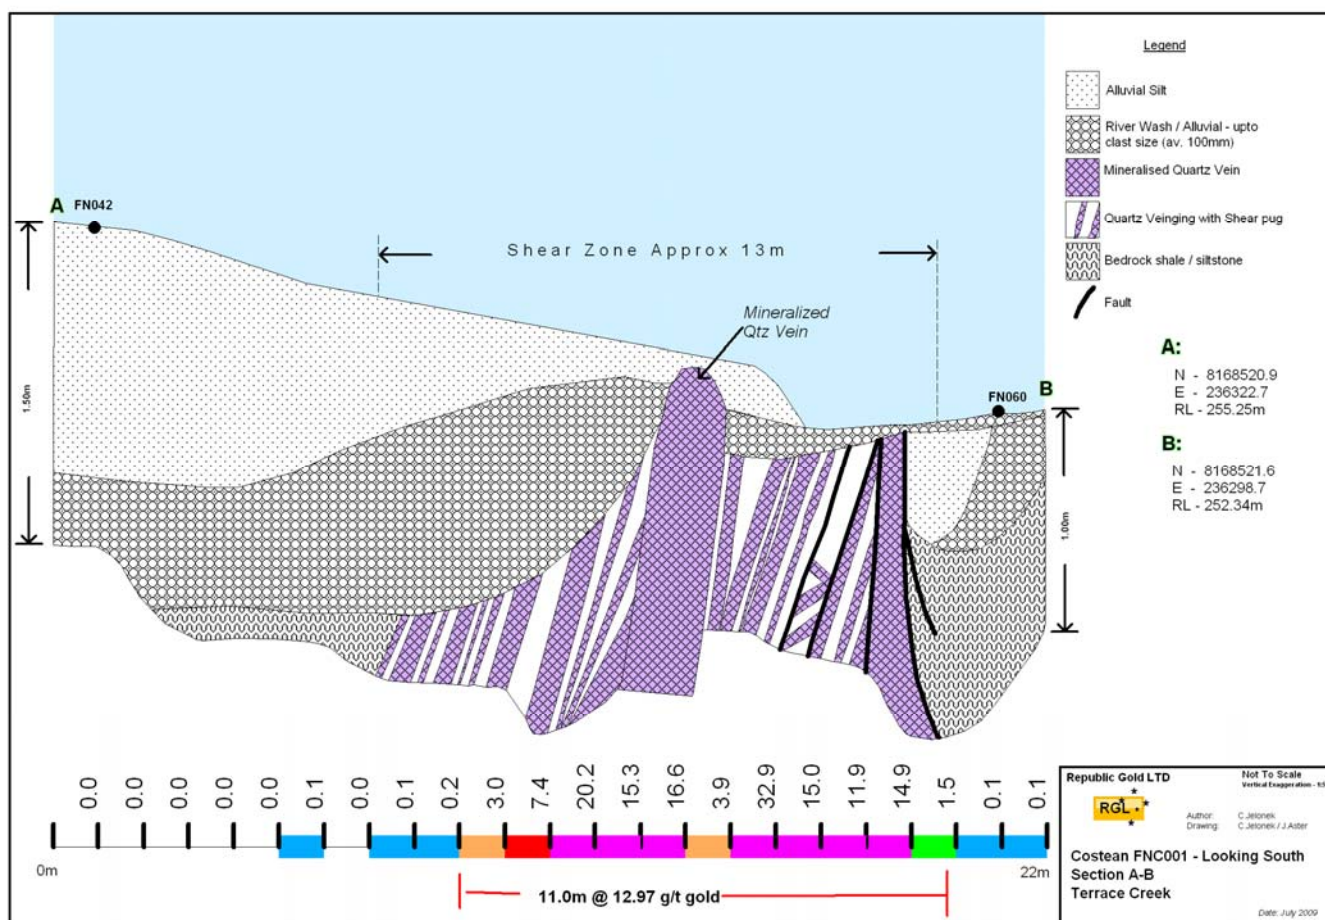 Legend
Alluvial Silt
River Wash / Alluvial - upto
clast size (av. 100mm)
Mineralised Quartz Vein
Quartz Veinging with Shear pug
Bedrock shale / siltstone
Fault
A FN042
Shear Zone Approx 13m
Mineralized
Qtz Vein
1.50m
B
FN060
1.00m
A:
N - 8168520.9
E - 236322.7
RL - 255.25m
B:
N - 8168521.6
E - 236298.7
RL - 252.34m
0.0 0.0 0.0 0.0 0.0 0.1 0.0 0.1 0.2 3.0 7.4 20.2 15.3 16.6 3.9 32.9 15.0 11.9 14.9 1.5 0.1 0.1
0m
22m
11.0m @ 12.97 g/t gold
Republic Gold LTD
Not To Scale
Vertical Exaggeration -
RGL
Author: C.Jelonek
Drawing: C.Jelonek / J.Aster
Costean FNC001 - Looking South
Section A-B
Terrace Creek
Date: July 2009